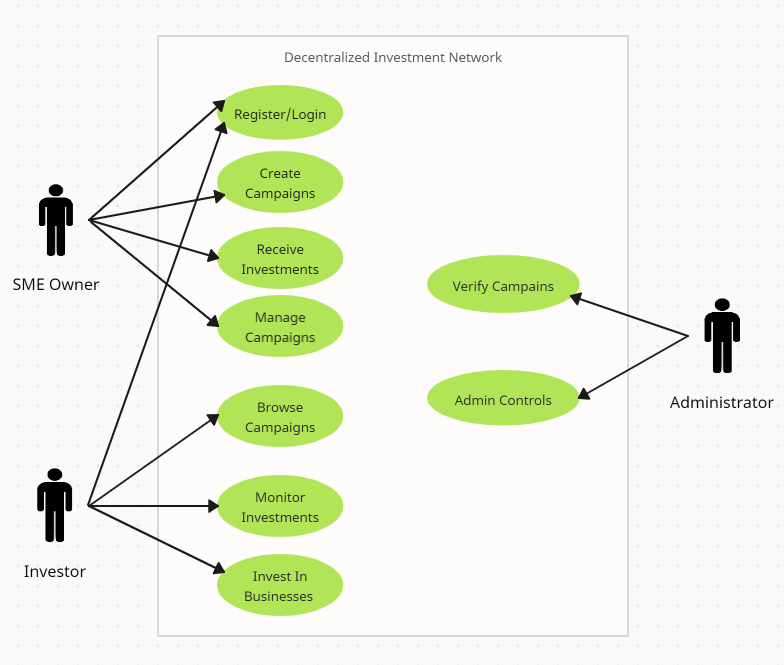 Decentralized Investment Network
Register/Login
Create
Campaigns
Receive
Investments
Manage
Campaigns
Browse
Campaigns
Monitor
Investments
Invest In
Businesses
Verify Campains
Admin Controls
SME Owner
Investor
Administrator